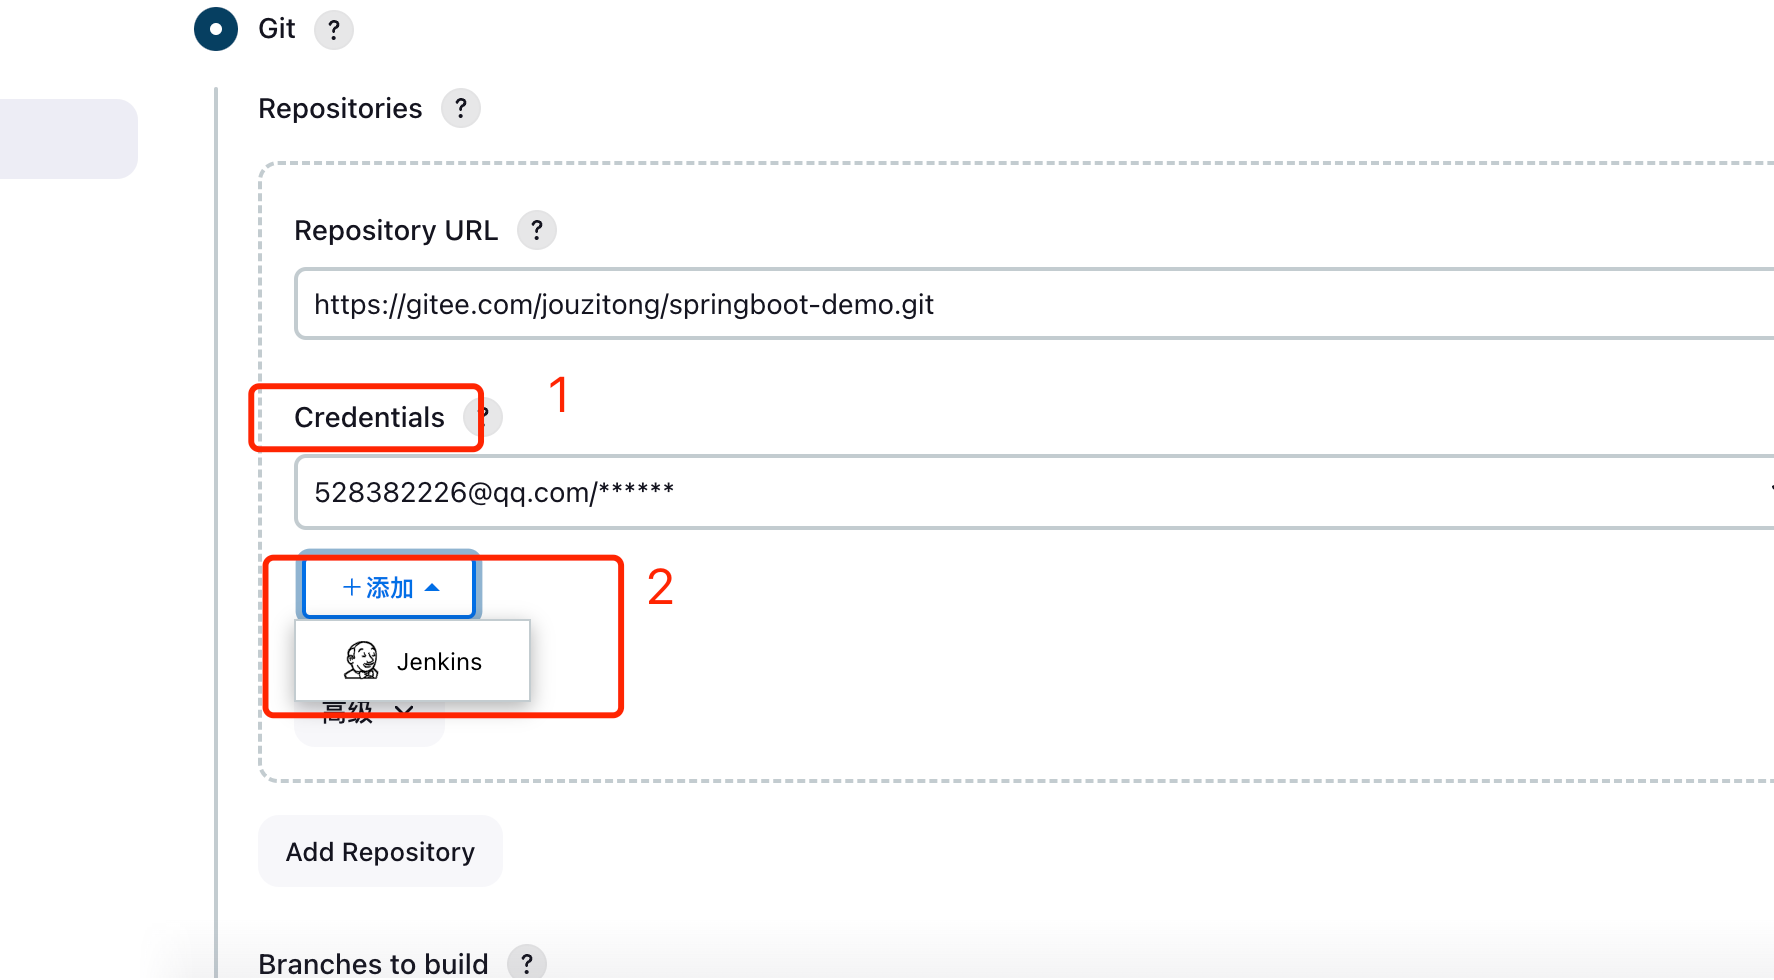 Git ?
Repositories ?
Repository URL ?
https://gitee.com/jouzitong/springboot-demo.git
1
Credentials ?
528382226@qq.com/******
+添加
2
Jenkins
高级
Add Repository
Branches to build ?